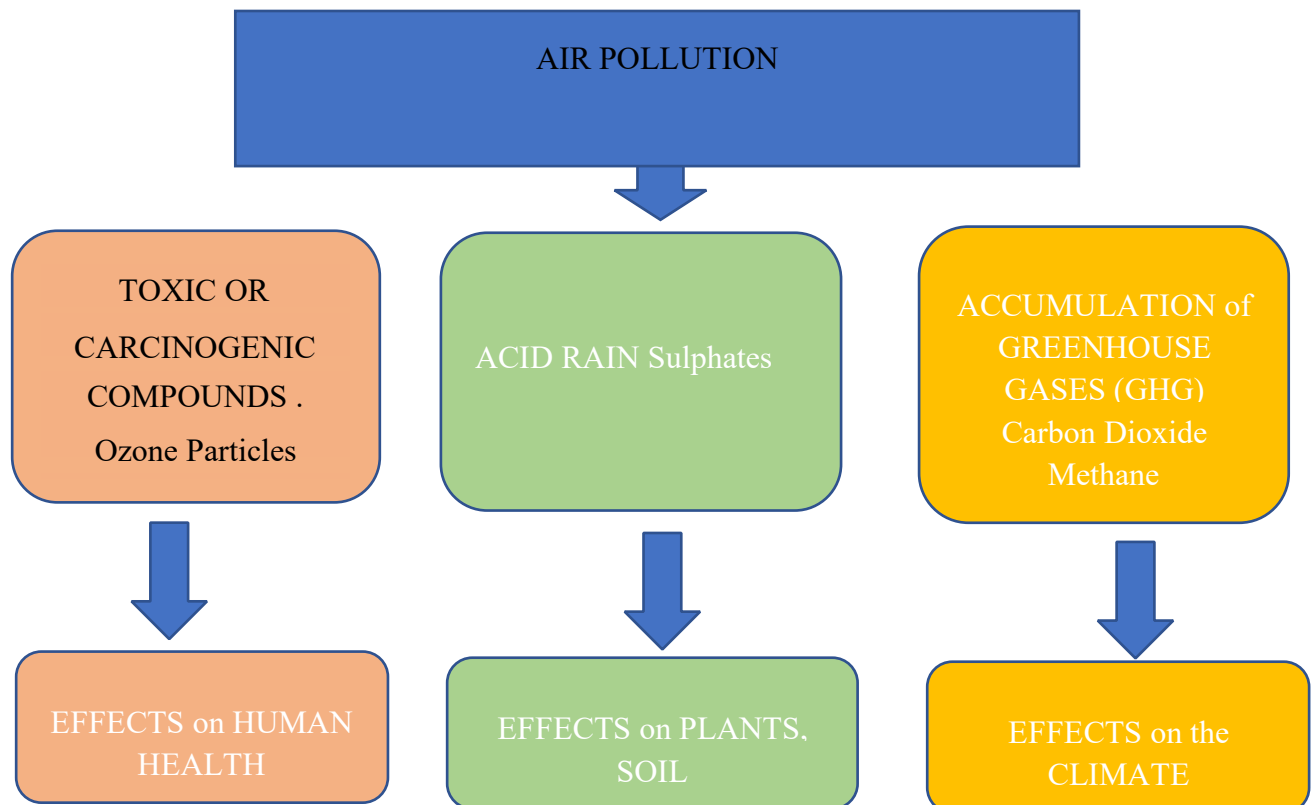 AIR POLLUTION
TOXIC OR
CARCINOGENIC
COMPOUNDS .
Ozone Particles
ACID RAIN Sulphates
ACCUMULATION of
GREENHOUSE
GASES (GHG)
Carbon Dioxide
Methane
EFFECTS on HUMAN
HEALTH
EFFECTS on PLANTS,
SOIL
EFFECTS on the
CLIMATE